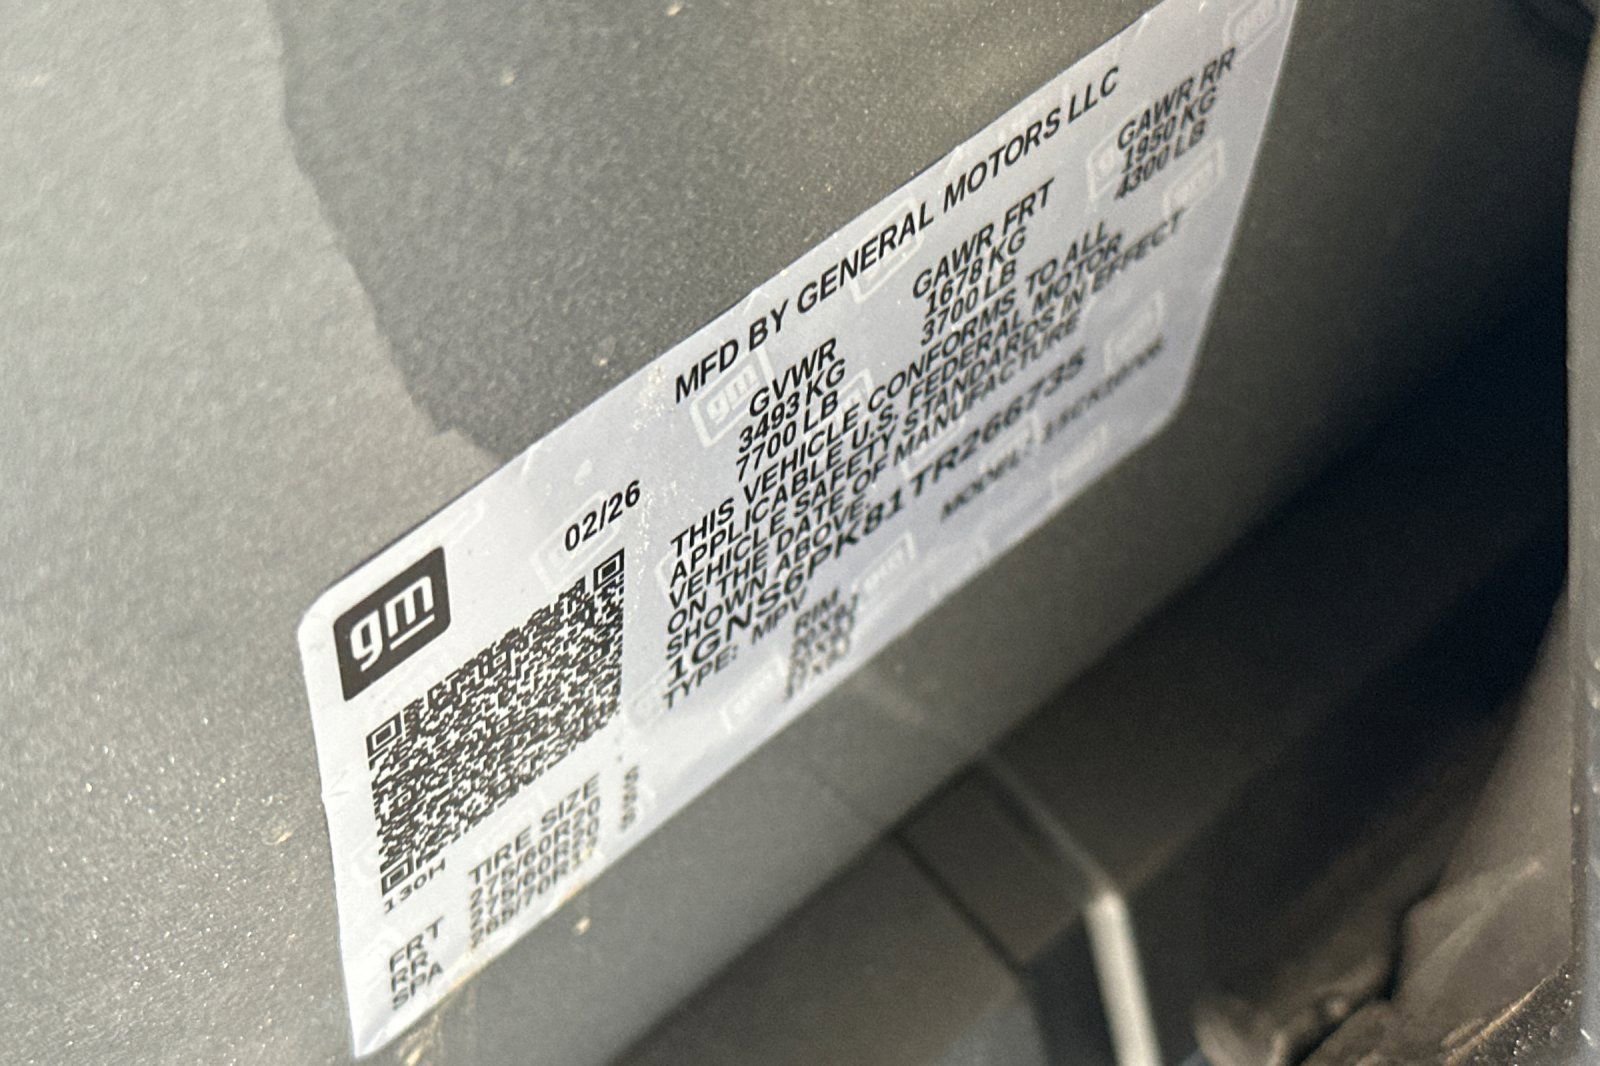 gm
02/26
MFD BY GENERAL MOTORS LLC
GVWR
3493 KG
7700 LB
GAWR FRT
1678 KG
3700 LB
GAWR RR
1950 KG
4300 LB
THIS VEHICLE CONFORMS TO ALL
APPLICABLE U.S. FEDERAL MOTOR
VEHICLE SAFETY STANDARDS IN EFFECT
ON THE DATE OF MANUFACTURE
SHOWN ABOVE.
1GNS6PK81TR266735
TYPE: MPV
MODEL:
130H
TIRE SIZE
RIM
FRT 275/60R20
RR 275/60R20
SPA 265/70R17